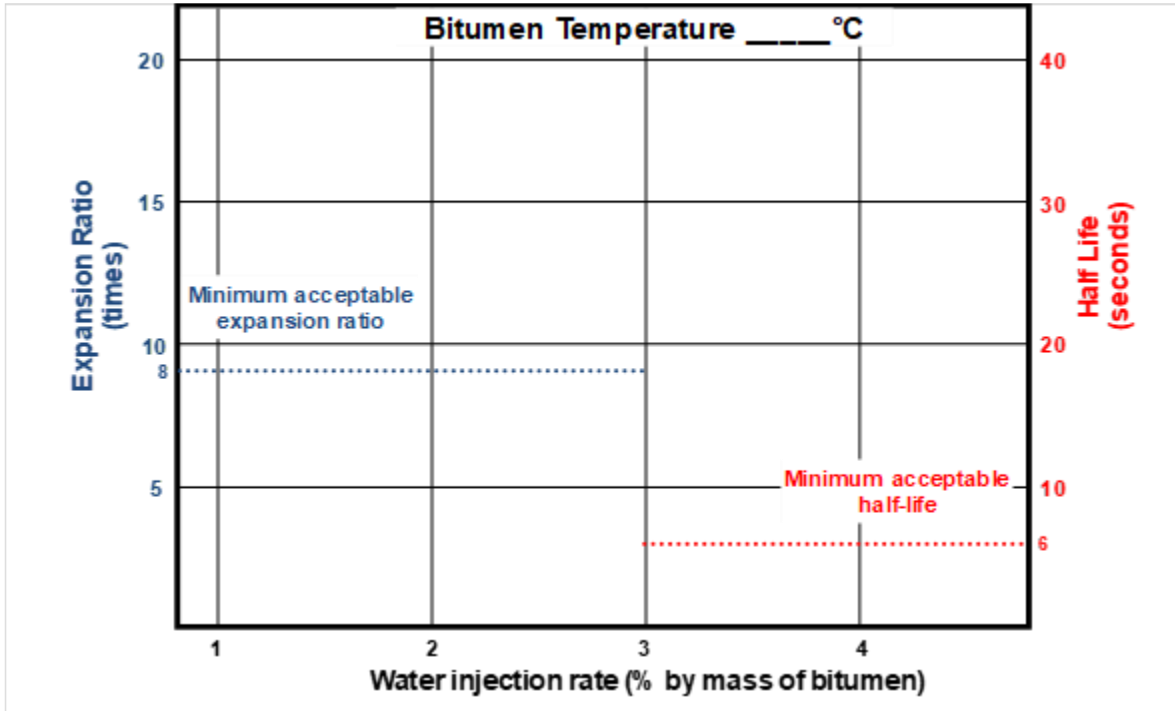 Bitumen Temperature _____°C
20
40
15
30
Expansion Ratio
(times)
Half Life
(seconds)
Minimum acceptable
expansion ratio
10
20
8
Minimum acceptable
half-life
5
10
6
1
2
3
4
Water injection rate (% by mass of bitumen)